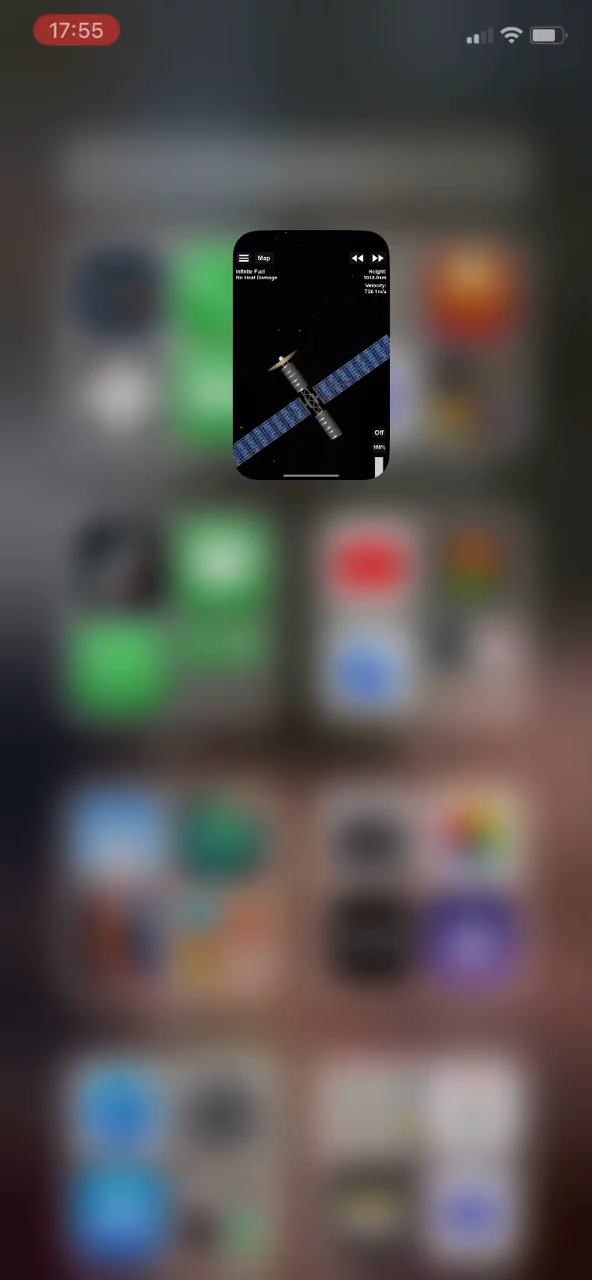 17:55
Map
Infinite Fuel
No Heat Damage
Height:
Velocity:
Off
100%